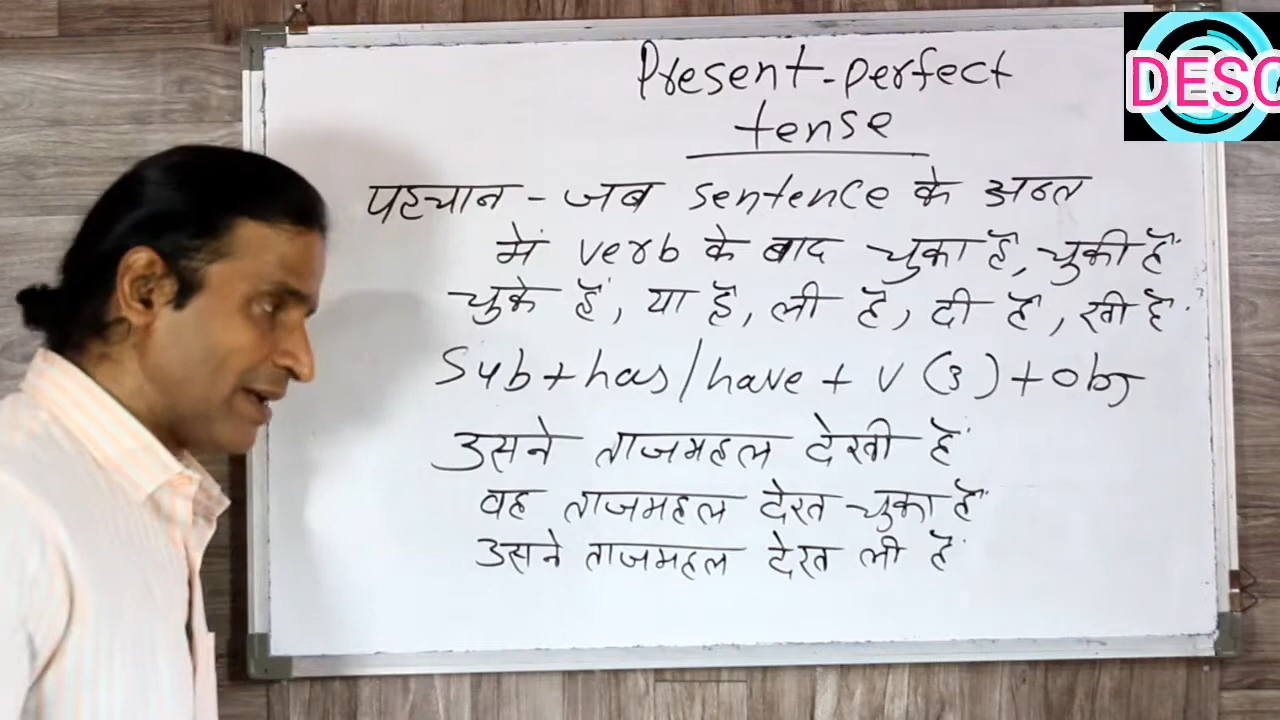 Present-perfect
tense
पहचान - जब sentence के अन्त
में verb के बाद चुका है, चुकी है
चुके हैं, या है, ली है, दी है, खी है
Sub + has/have + V (3) + obj
उसने ताजमहल देखी है
वह ताजमहल देख चुका है
उसने ताजमहल देख ली है
DESC